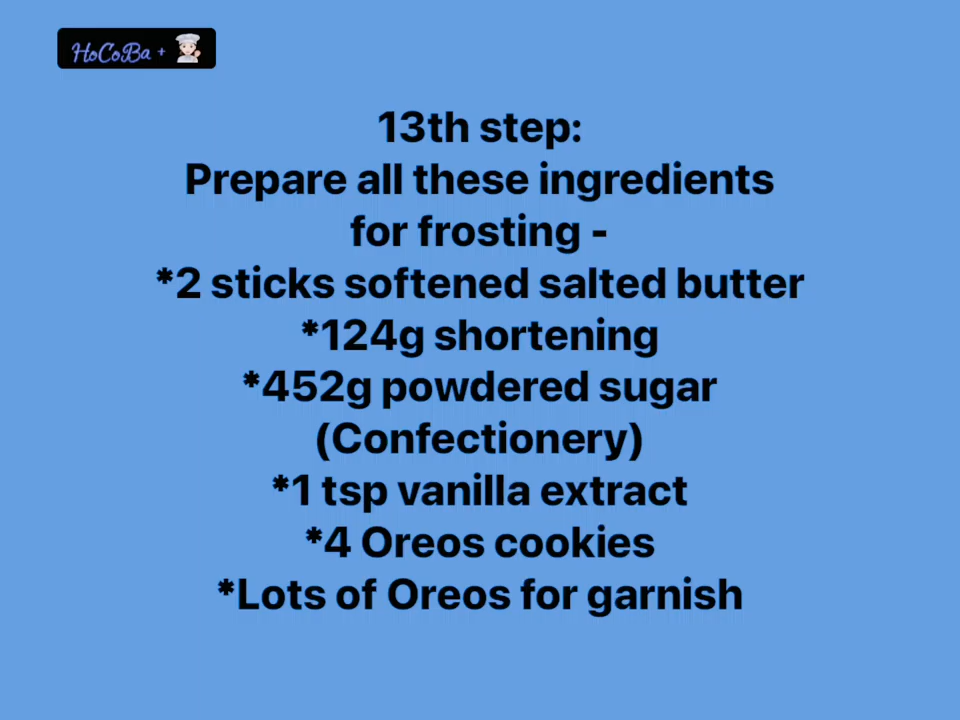 HoCoBa +
13th step:
Prepare all these ingredients
for frosting -
*2 sticks softened salted butter
*124g shortening
*452g powdered sugar
(Confectionery)
*1 tsp vanilla extract
*4 Oreos cookies
*Lots of Oreos for garnish